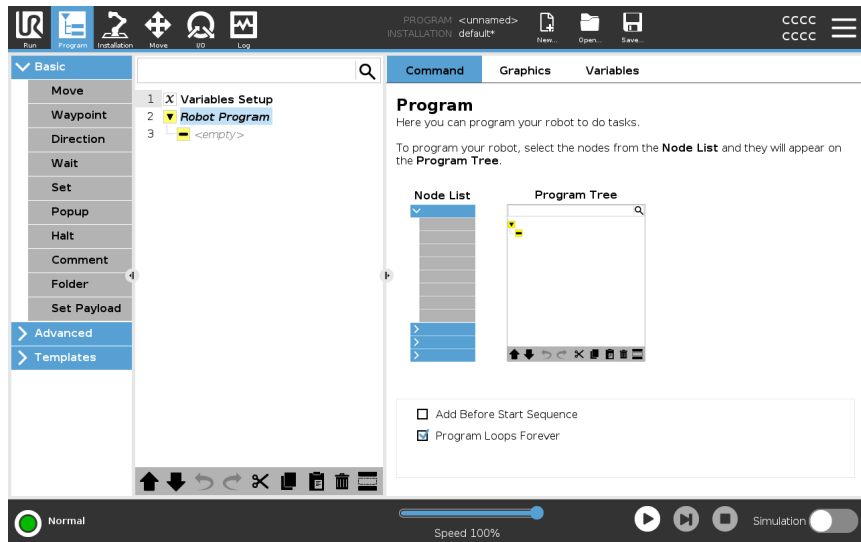 PROGRAM <unnamed>
INSTALLATION default*
UR
Run
Program
Installation
Move
I/O
Log
New...
Open...
Save...
CCCC
CCCC
Basic
Move
Waypoint
Direction
Wait
Set
Popup
Halt
Comment
Folder
Set Payload
Advanced
Templates
1 X Variables Setup
2 Robot Program
3 <empty>
Command Graphics Variables
Program
Here you can program your robot to do tasks.
To program your robot, select the nodes from the Node List and they will appear on
the Program Tree.
Node List
Program Tree
Add Before Start Sequence
Program Loops Forever
Normal
Speed 100%
Simulation